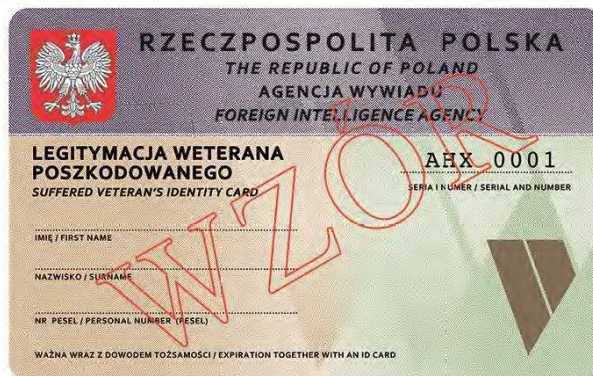 RZECZPOSPOLITA POLSKA
THE REPUBLIC OF POLAND
AGENCJA WYWIADU
FOREIGN INTELLIGENCE AGENCY
LEGITYMACJA WETERANA
POSZKODOWANEGO
SUFFERED VETERAN'S IDENTITY CARD
AHX 0001
SERIA I NUMER / SERIAL AND NUMBER
IMIĘ / FIRST NAME
NAZWISKO / SURNAME
NR PESEL / PERSONAL NUMBER (PESEL)
WAŻNA WRAZ Z DOWODEM TOŻSAMOŚCI / EXPIRATION TOGETHER WITH AN ID CARD
WZÓR